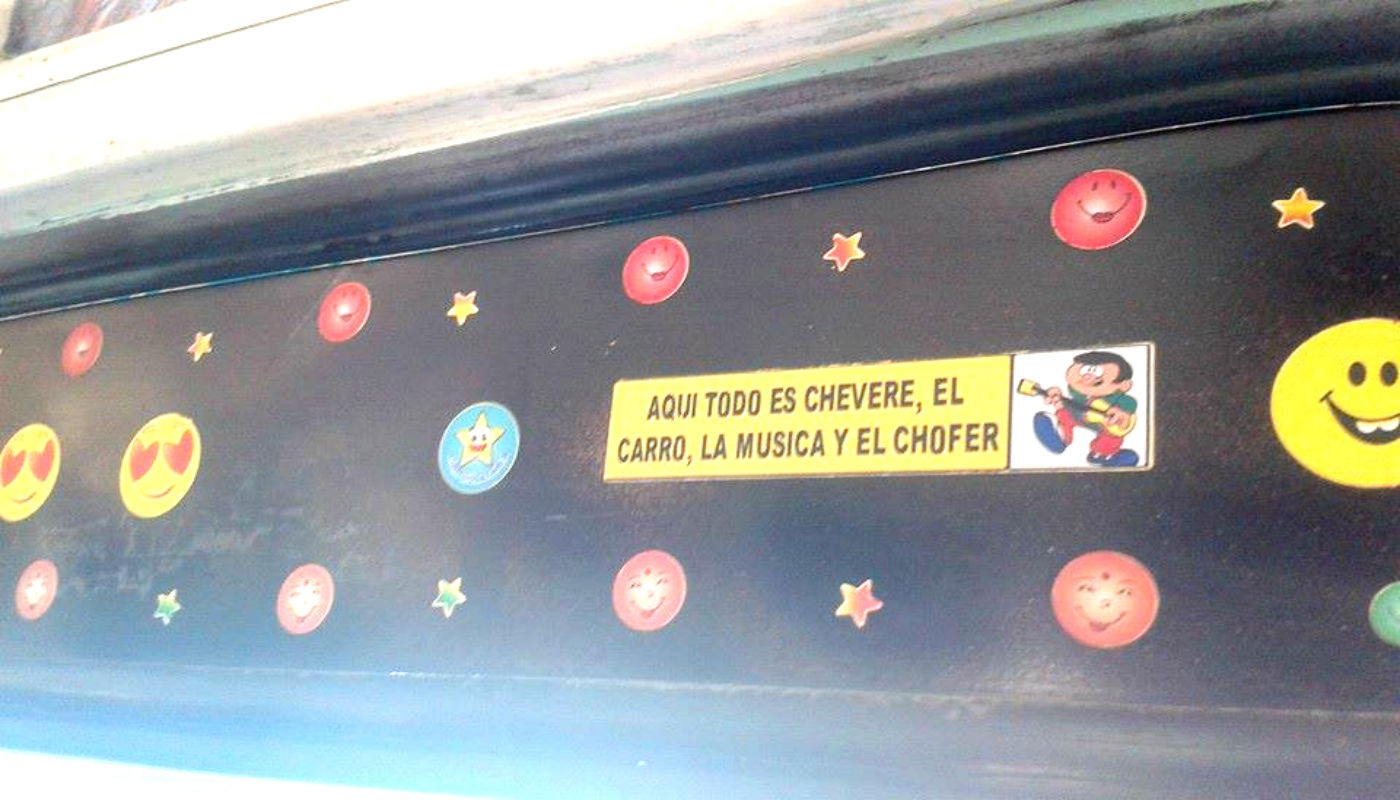 AQUI TODO ES CHEVERE, EL
CARRO, LA MUSICA Y EL CHOFER